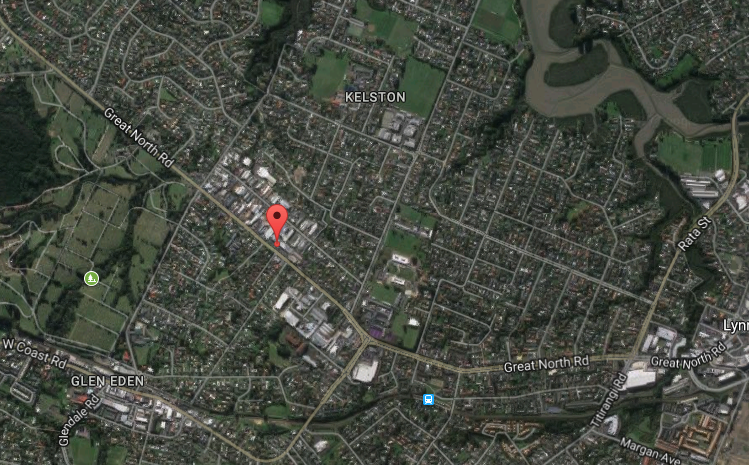 KELSTON
Great North Rd
Rata St
Lynn
W Coast Rd
GLEN EDEN
Great North Rd
Great North Rd
Glendale Rd
Titirangi Rd
Margan Ave